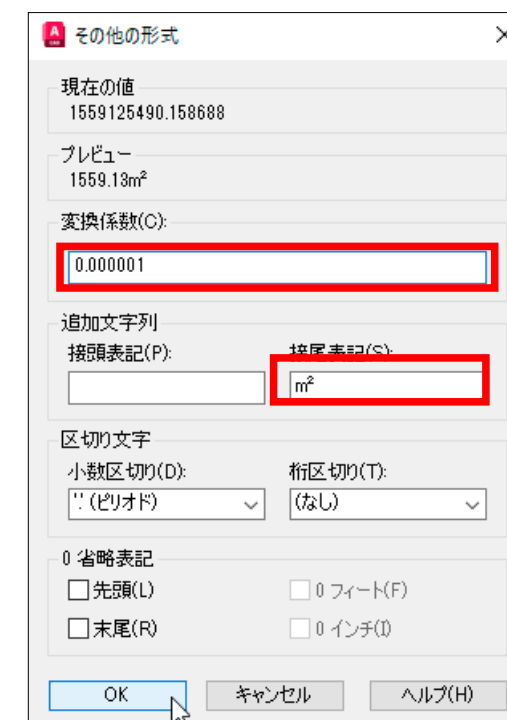 その他の形式
現在の値
1559125490.158688
プレビュー
1559.13m²
変換係数(C):
0.000001
追加文字列
接頭表記(P): 接尾表記(S):
m²
区切り文字
小数区切り(D): 桁区切り(T):
'.' (ピリオド) (なし)
0 省略表記
先頭(L) 0 フィート(F)
末尾(R) 0 インチ(I)
OK キャンセル ヘルプ(H)